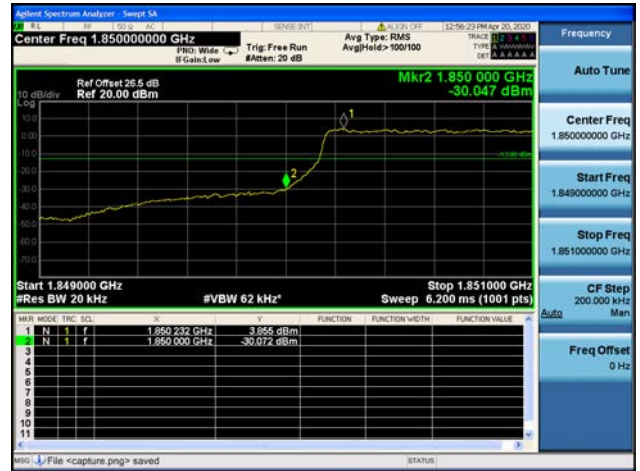 Agilent Spectrum Analyzer - Swept SA
RL RF 50 Ω AC SENSE:INT ALIGN OFF 12:56:23 PM Apr 20, 2020
Center Freq 1.850000000 GHz
PNO: Wide
IFGain:Low
Trig: Free Run
#Atten: 20 dB
Avg Type: RMS
Avg|Hold:>100/100
TRACE 1 2 3 4 5 6
TYPE A WWWWW
DET A A A A A A
Ref Offset 26.5 dB
10 dB/div Ref 20.00 dBm
Log
Mkr2 1.850 000 GHz
-30.047 dBm
10.0
0.00
-10.0
-20.0
-30.0
-40.0
-50.0
-60.0
-70.0
1
2
-13.00 dBm
Start 1.849000 GHz Stop 1.851000 GHz
#Res BW 20 kHz #VBW 62 kHz* Sweep 6.200 ms (1001 pts)
MKR MODE TRC SCL X Y FUNCTION FUNCTION WIDTH FUNCTION VALUE
1 N 1 f 1.850 232 GHz 3.855 dBm
2 N 1 f 1.850 000 GHz -30.072 dBm
3
4
5
6
7
8
9
10
11
MSG File <capture.png> saved STATUS
Frequency
Auto Tune
Center Freq
1.850000000 GHz
Start Freq
1.849000000 GHz
Stop Freq
1.851000000 GHz
CF Step
200.000 kHz
Auto Man
Freq Offset
0 Hz